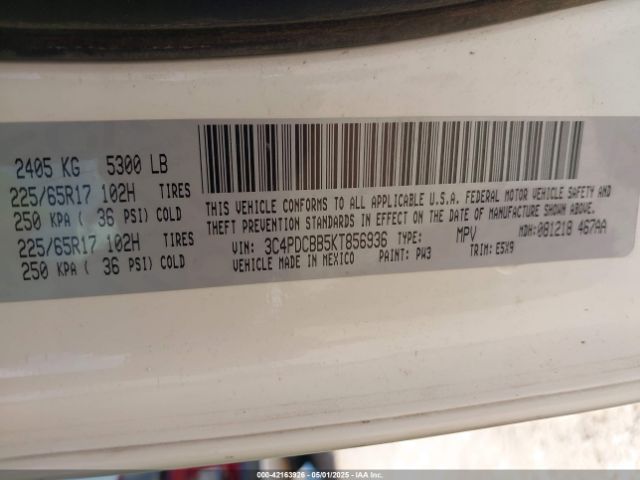 2405 KG 5300 LB
225/65R17 102H TIRES
250 KPA ( 36 PSI) COLD
225/65R17 102H TIRES
250 KPA ( 36 PSI) COLD
THIS VEHICLE CONFORMS TO ALL APPLICABLE U.S.A. FEDERAL MOTOR VEHICLE SAFETY AND
THEFT PREVENTION STANDARDS IN EFFECT ON THE DATE OF MANUFACTURE SHOWN ABOVE.
VIN: 3C4PDCBB5KT856936 TYPE: MPV MDH: 081218 467AA
VEHICLE MADE IN MEXICO PAINT: PW3 TRIM: E5X9
000-42163926 - 05/01/2025 - IAAI.COM